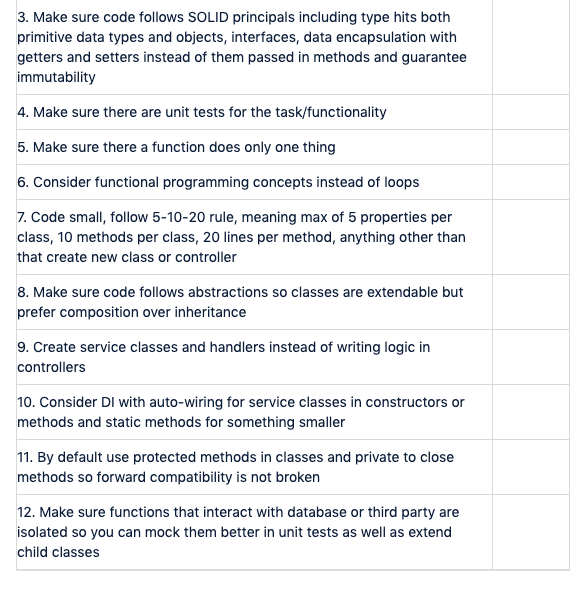 3. Make sure code follows SOLID principals including type hits both
primitive data types and objects, interfaces, data encapsulation with
getters and setters instead of them passed in methods and guarantee
immutability
4. Make sure there are unit tests for the task/functionality
5. Make sure there a function does only one thing
6. Consider functional programming concepts instead of loops
7. Code small, follow 5-10-20 rule, meaning max of 5 properties per
class, 10 methods per class, 20 lines per method, anything other than
that create new class or controller
8. Make sure code follows abstractions so classes are extendable but
prefer composition over inheritance
9. Create service classes and handlers instead of writing logic in
controllers
10. Consider DI with auto-wiring for service classes in constructors or
methods and static methods for something smaller
11. By default use protected methods in classes and private to close
methods so forward compatibility is not broken
12. Make sure functions that interact with database or third party are
isolated so you can mock them better in unit tests as well as extend
child classes